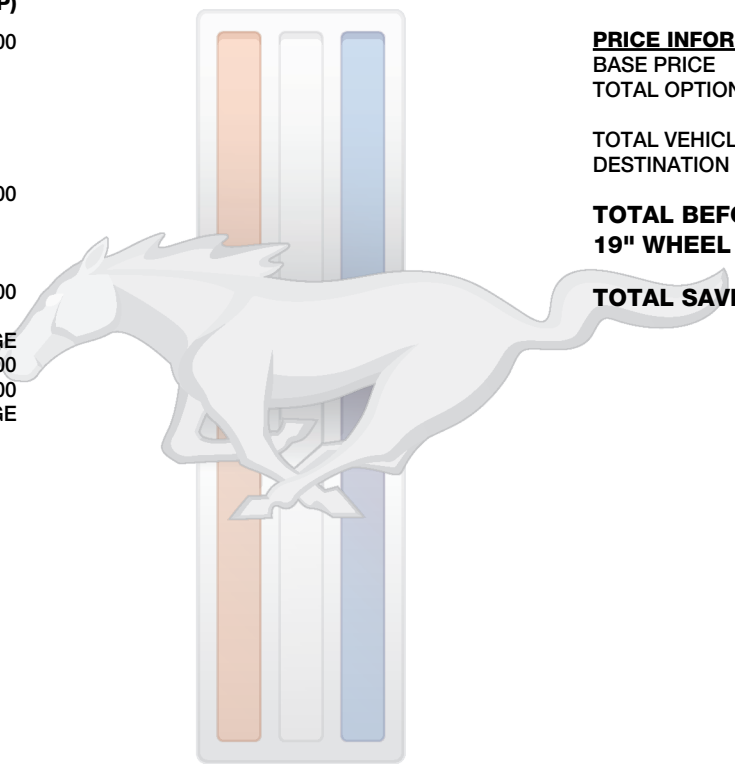 P)
00
00
00
GE
00
00
GE
PRICE INFOR
BASE PRICE
TOTAL OPTION
TOTAL VEHICL
DESTINATION
TOTAL BEFO
19" WHEEL
TOTAL SAVI